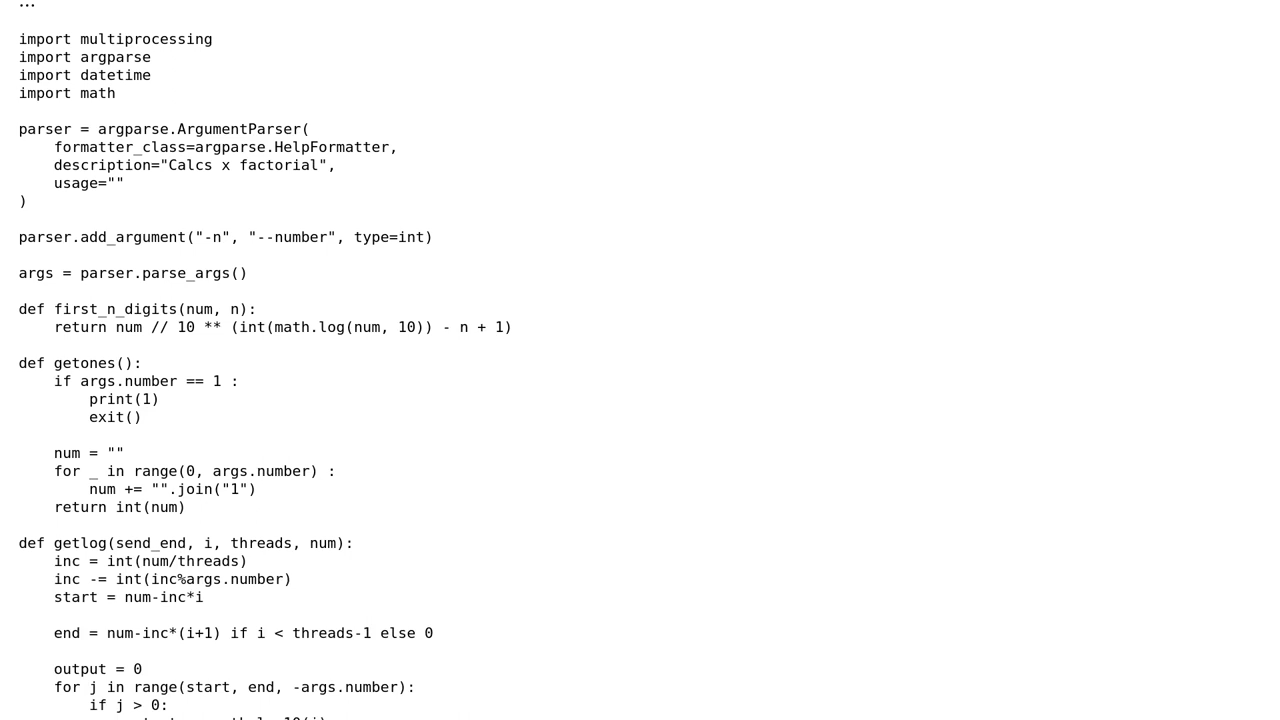 ...
import multiprocessing
import argparse
import datetime
import math
parser = argparse.ArgumentParser(
    formatter_class=argparse.HelpFormatter,
    description="Calcs x factorial",
    usage=""
)
parser.add_argument("-n", "--number", type=int)
args = parser.parse_args()
def first_n_digits(num, n):
    return num // 10 ** (int(math.log(num, 10)) - n + 1)
def getones():
    if args.number == 1 :
        print(1)
        exit()
    num = ""
    for _ in range(0, args.number) :
        num += "".join("1")
    return int(num)
def getlog(send_end, i, threads, num):
    inc = int(num/threads)
    inc -= int(inc%args.number)
    start = num-inc*i
    end = num-inc*(i+1) if i < threads-1 else 0
    output = 0
    for j in range(start, end, -args.number):
        if j > 0: